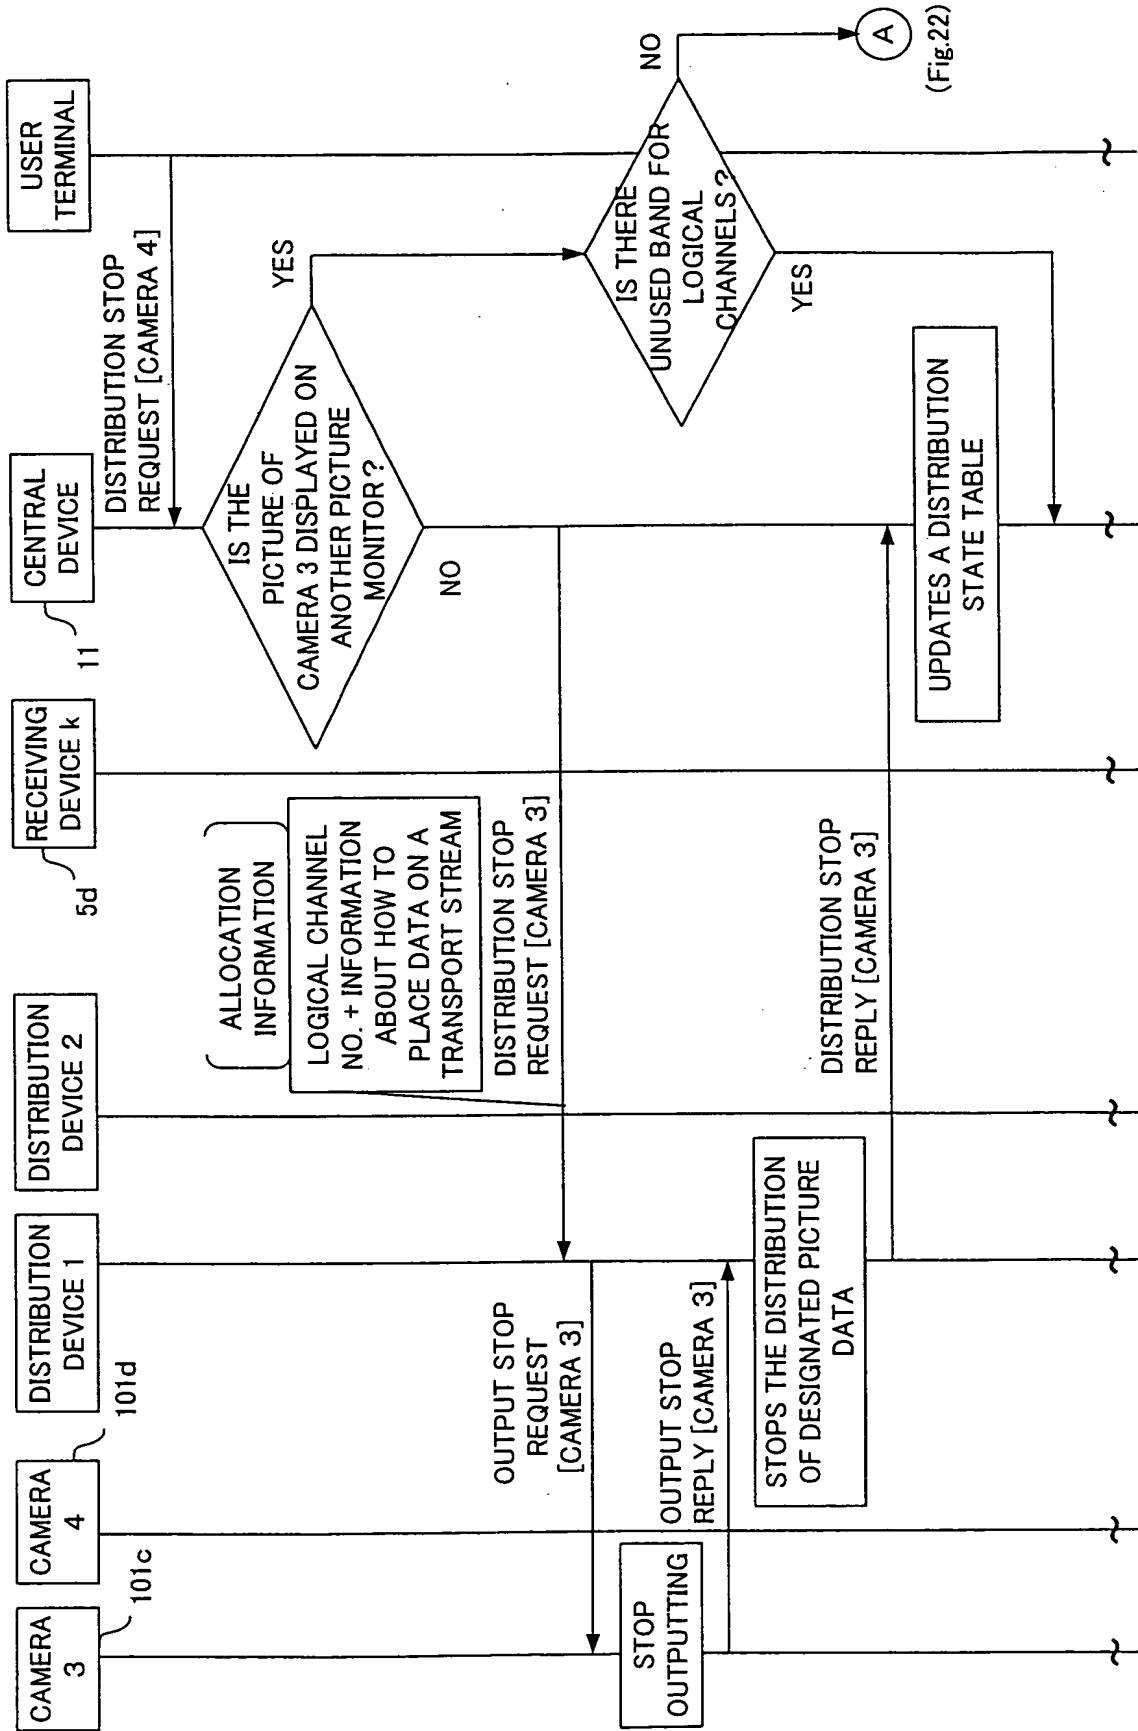 CAMERA
3
101c
CAMERA
4
101d
DISTRIBUTION
DEVICE 1
DISTRIBUTION
DEVICE 2
RECEIVING
DEVICE k
5d
CENTRAL
DEVICE
11
USER
TERMINAL
DISTRIBUTION STOP
REQUEST [CAMERA 4]
IS THE
PICTURE OF
CAMERA 3 DISPLAYED ON
ANOTHER PICTURE
MONITOR?
YES
NO
IS THERE
UNUSED BAND FOR
LOGICAL
CHANNELS?
NO
A
(Fig.22)
YES
ALLOCATION
INFORMATION
LOGICAL CHANNEL
NO. + INFORMATION
ABOUT HOW TO
PLACE DATA ON A
TRANSPORT STREAM
DISTRIBUTION STOP
REQUEST [CAMERA 3]
OUTPUT STOP
REQUEST
[CAMERA 3]
STOP
OUTPUTTING
OUTPUT STOP
REPLY [CAMERA 3]
STOPS THE DISTRIBUTION
OF DESIGNATED PICTURE
DATA
DISTRIBUTION STOP
REPLY [CAMERA 3]
UPDATES A DISTRIBUTION
STATE TABLE